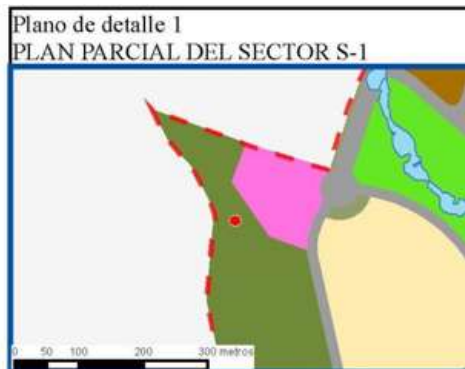 Plano de detalle 1
PLAN PARCIAL DEL SECTOR S-1
0 50 100 200 300 metros